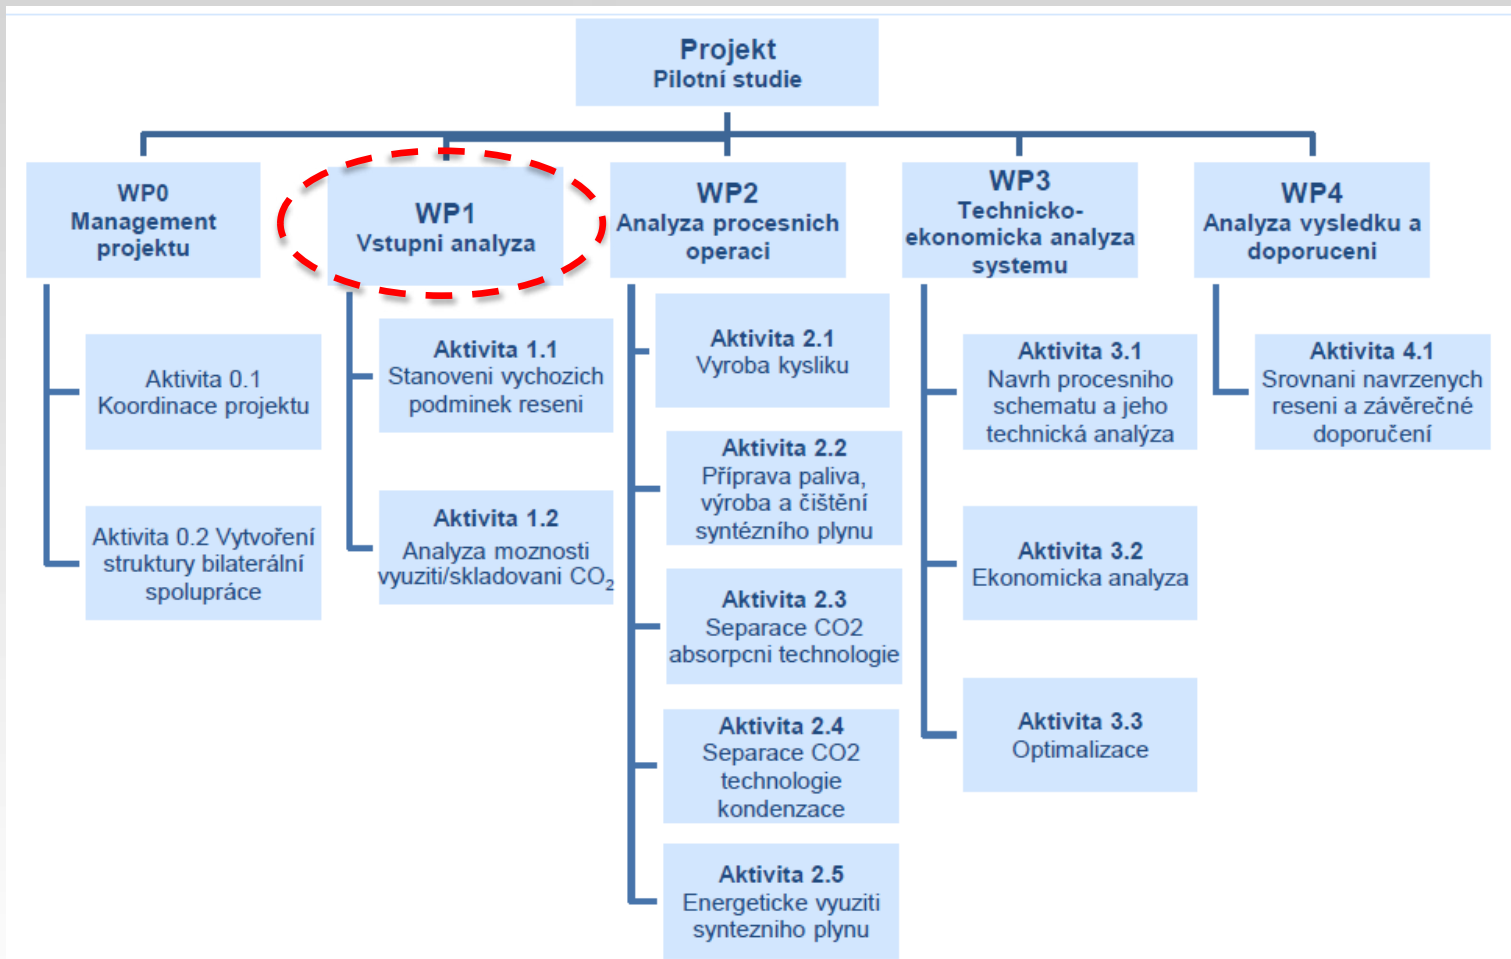 Projekt
Pilotní studie
WP0
Management
projektu
WP1
Vstupni analyza
WP2
Analyza procesnich
operaci
WP3
Technicko-
ekonomicka analyza
systemu
WP4
Analyza vysledku a
doporuceni
Aktivita 0.1
Koordinace projektu
Aktivita 0.2 Vytvoření
struktury bilaterální
spolupráce
Aktivita 1.1
Stanoveni vychozich
podminek reseni
Aktivita 1.2
Analyza moznosti
vyuziti/skladovani CO₂
Aktivita 2.1
Vyroba kysliku
Aktivita 2.2
Příprava paliva,
výroba a čištění
syntézního plynu
Aktivita 2.3
Separace CO2
absorpcni technologie
Aktivita 2.4
Separace CO2
technologie
kondenzace
Aktivita 2.5
Energeticke vyuziti
syntezniho plynu
Aktivita 3.1
Navrh procesniho
schematu a jeho
technická analýza
Aktivita 3.2
Ekonomicka analyza
Aktivita 3.3
Optimalizace
Aktivita 4.1
Srovnani navrzenych
reseni a závěrečné
doporučení